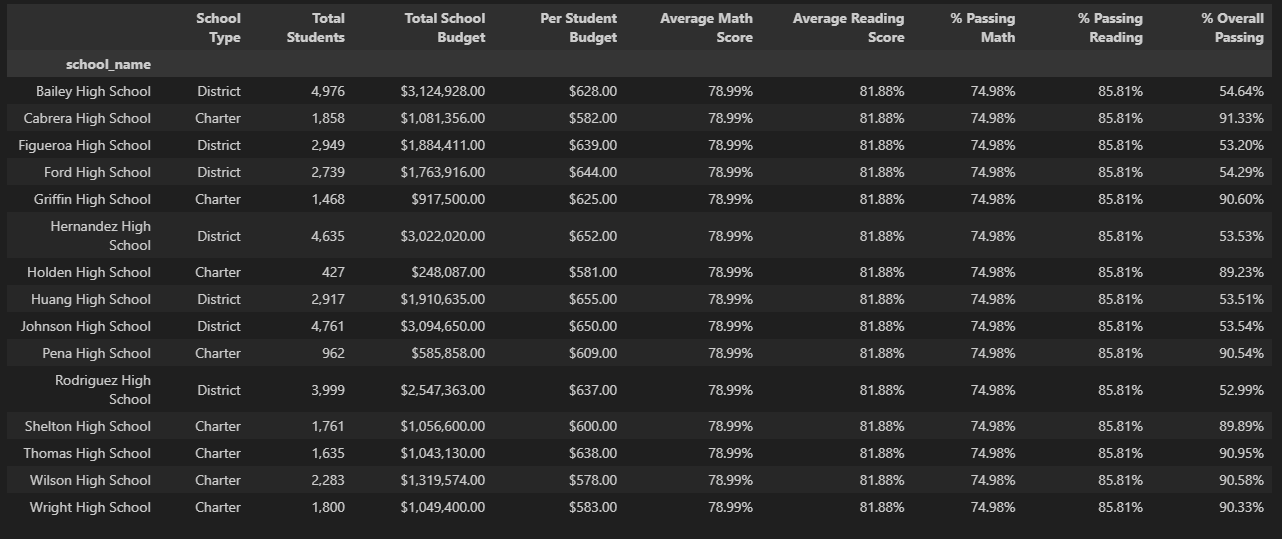 School Type Total Students Total School Budget Per Student Budget Average Math Score Average Reading Score % Passing Math % Passing Reading % Overall Passing
school_name
Bailey High School District 4,976 $3,124,928.00 $628.00 78.99% 81.88% 74.98% 85.81% 54.64%
Cabrera High School Charter 1,858 $1,081,356.00 $582.00 78.99% 81.88% 74.98% 85.81% 91.33%
Figueroa High School District 2,949 $1,884,411.00 $639.00 78.99% 81.88% 74.98% 85.81% 53.20%
Ford High School District 2,739 $1,763,916.00 $644.00 78.99% 81.88% 74.98% 85.81% 54.29%
Griffin High School Charter 1,468 $917,500.00 $625.00 78.99% 81.88% 74.98% 85.81% 90.60%
Hernandez High School District 4,635 $3,022,020.00 $652.00 78.99% 81.88% 74.98% 85.81% 53.53%
Holden High School Charter 427 $248,087.00 $581.00 78.99% 81.88% 74.98% 85.81% 89.23%
Huang High School District 2,917 $1,910,635.00 $655.00 78.99% 81.88% 74.98% 85.81% 53.51%
Johnson High School District 4,761 $3,094,650.00 $650.00 78.99% 81.88% 74.98% 85.81% 53.54%
Pena High School Charter 962 $585,858.00 $609.00 78.99% 81.88% 74.98% 85.81% 90.54%
Rodriguez High School District 3,999 $2,547,363.00 $637.00 78.99% 81.88% 74.98% 85.81% 52.99%
Shelton High School Charter 1,761 $1,056,600.00 $600.00 78.99% 81.88% 74.98% 85.81% 89.89%
Thomas High School Charter 1,635 $1,043,130.00 $638.00 78.99% 81.88% 74.98% 85.81% 90.95%
Wilson High School Charter 2,283 $1,319,574.00 $578.00 78.99% 81.88% 74.98% 85.81% 90.58%
Wright High School Charter 1,800 $1,049,400.00 $583.00 78.99% 81.88% 74.98% 85.81% 90.33%